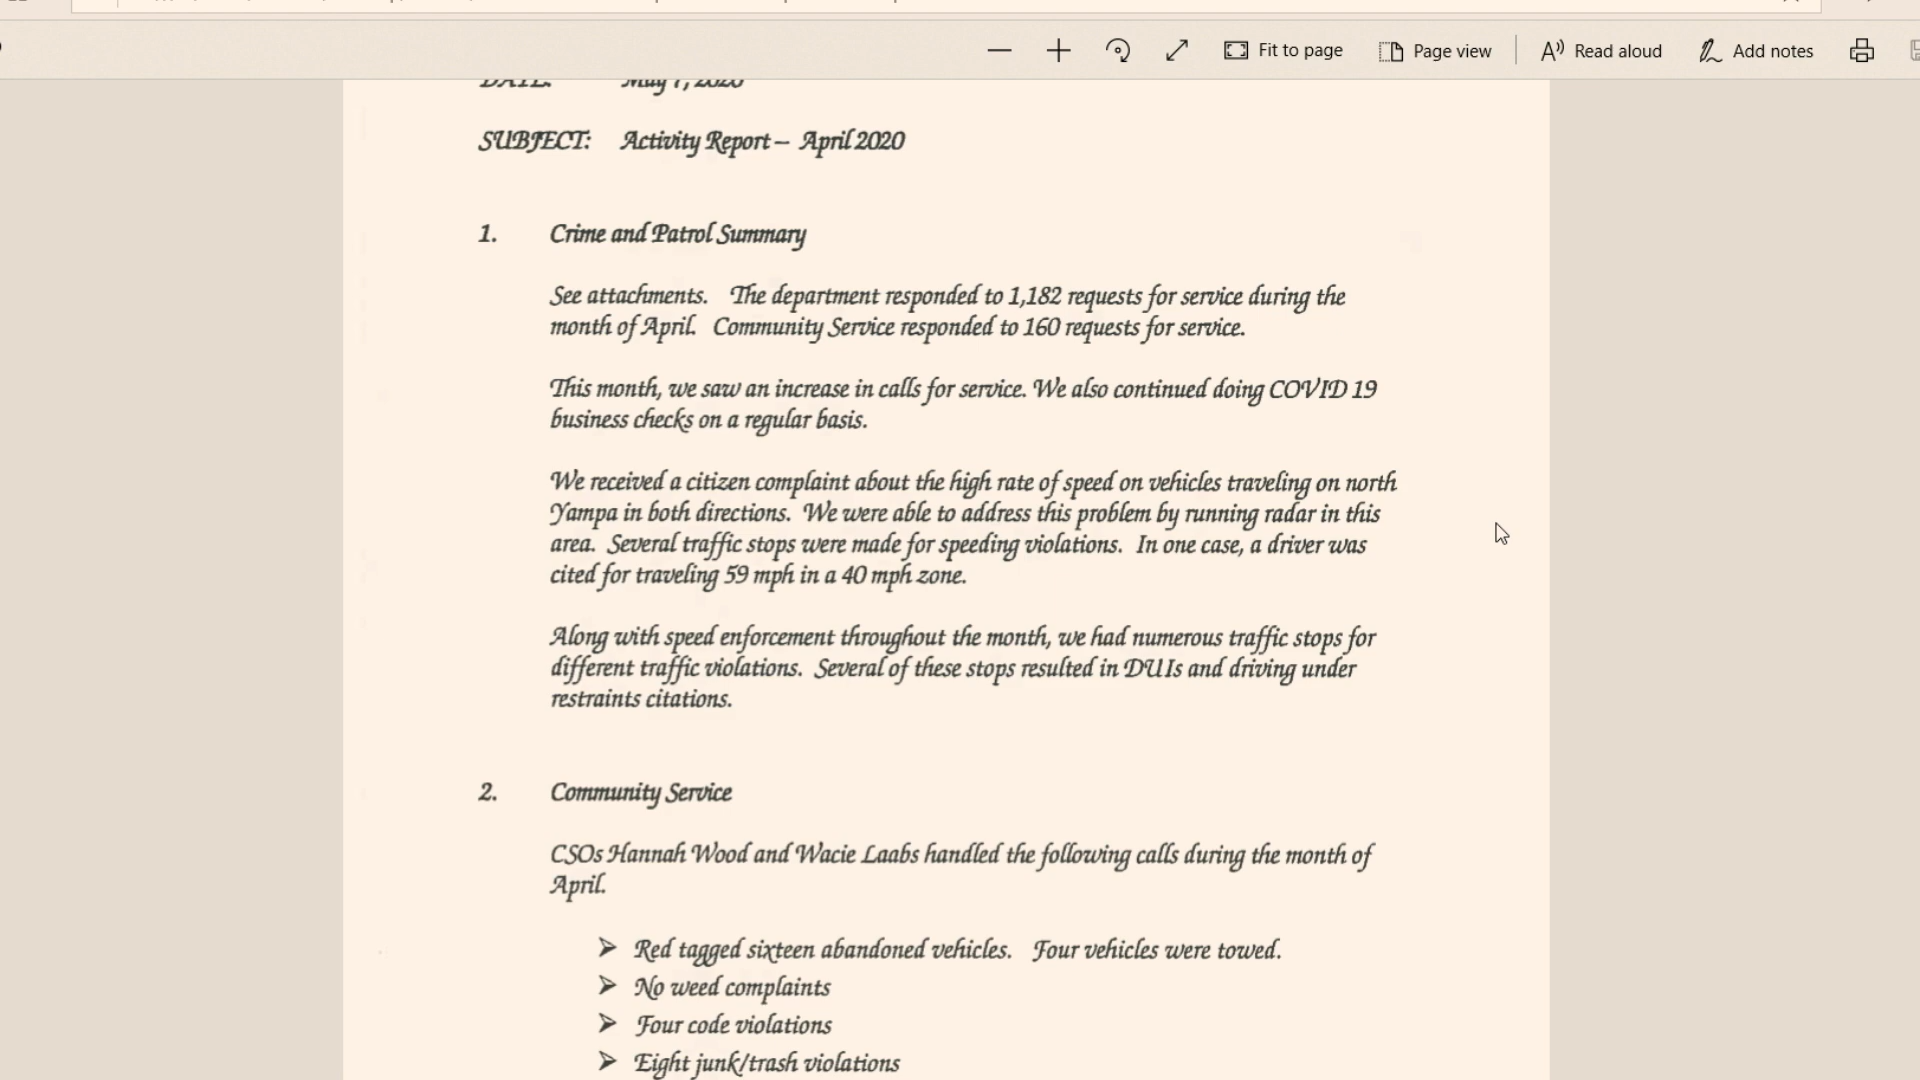 Fit to page
Page view
Read aloud
Add notes
DATE: May 7, 2020
SUBJECT: Activity Report – April 2020
1. Crime and Patrol Summary
See attachments. The department responded to 1,182 requests for service during the
month of April. Community Service responded to 160 requests for service.
This month, we saw an increase in calls for service. We also continued doing COVID 19
business checks on a regular basis.
We received a citizen complaint about the high rate of speed on vehicles traveling on north
Yampa in both directions. We were able to address this problem by running radar in this
area. Several traffic stops were made for speeding violations. In one case, a driver was
cited for traveling 59 mph in a 40 mph zone.
Along with speed enforcement throughout the month, we had numerous traffic stops for
different traffic violations. Several of these stops resulted in DUIs and driving under
restraints citations.
2. Community Service
CSOs Hannah Wood and Wacie Laabs handled the following calls during the month of
April.
➢ Red tagged sixteen abandoned vehicles. Four vehicles were towed.
➢ No weed complaints
➢ Four code violations
➢ Eight junk/trash violations